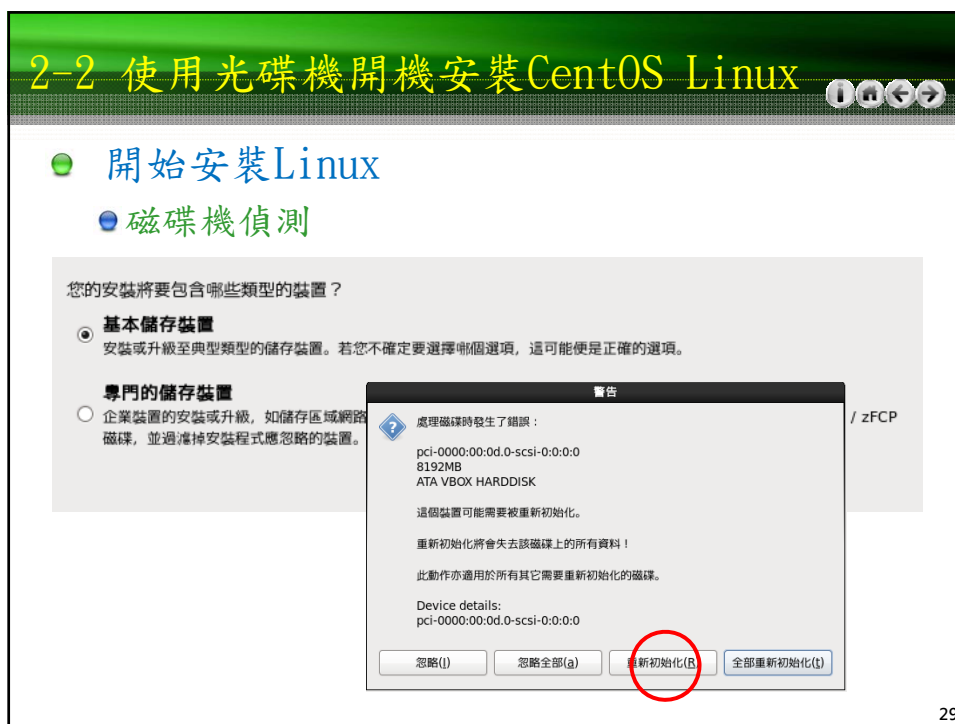 2-2 使用光碟機開機安裝CentOS Linux
開始安裝Linux
磁碟機偵測
您的安裝將要包含哪些類型的裝置？
基本儲存裝置
安裝或升級至典型類型的儲存裝置。若您不確定要選擇哪個選項，這可能便是正確的選項。
專門的儲存裝置
企業裝置的安裝或升級，如儲存區域網路 / zFCP
磁碟，並過濾掉安裝程式應忽略的裝置。
警告
處理磁碟時發生了錯誤：
pci-0000:00:0d.0-scsi-0:0:0:0
8192MB
ATA VBOX HARDDISK
這個裝置可能需要被重新初始化。
重新初始化將會失去該磁碟上的所有資料！
此動作亦適用於所有其它需要重新初始化的磁碟。
Device details:
pci-0000:00:0d.0-scsi-0:0:0:0
忽略(I) 忽略全部(a) 重新初始化(R) 全部重新初始化(t)
29